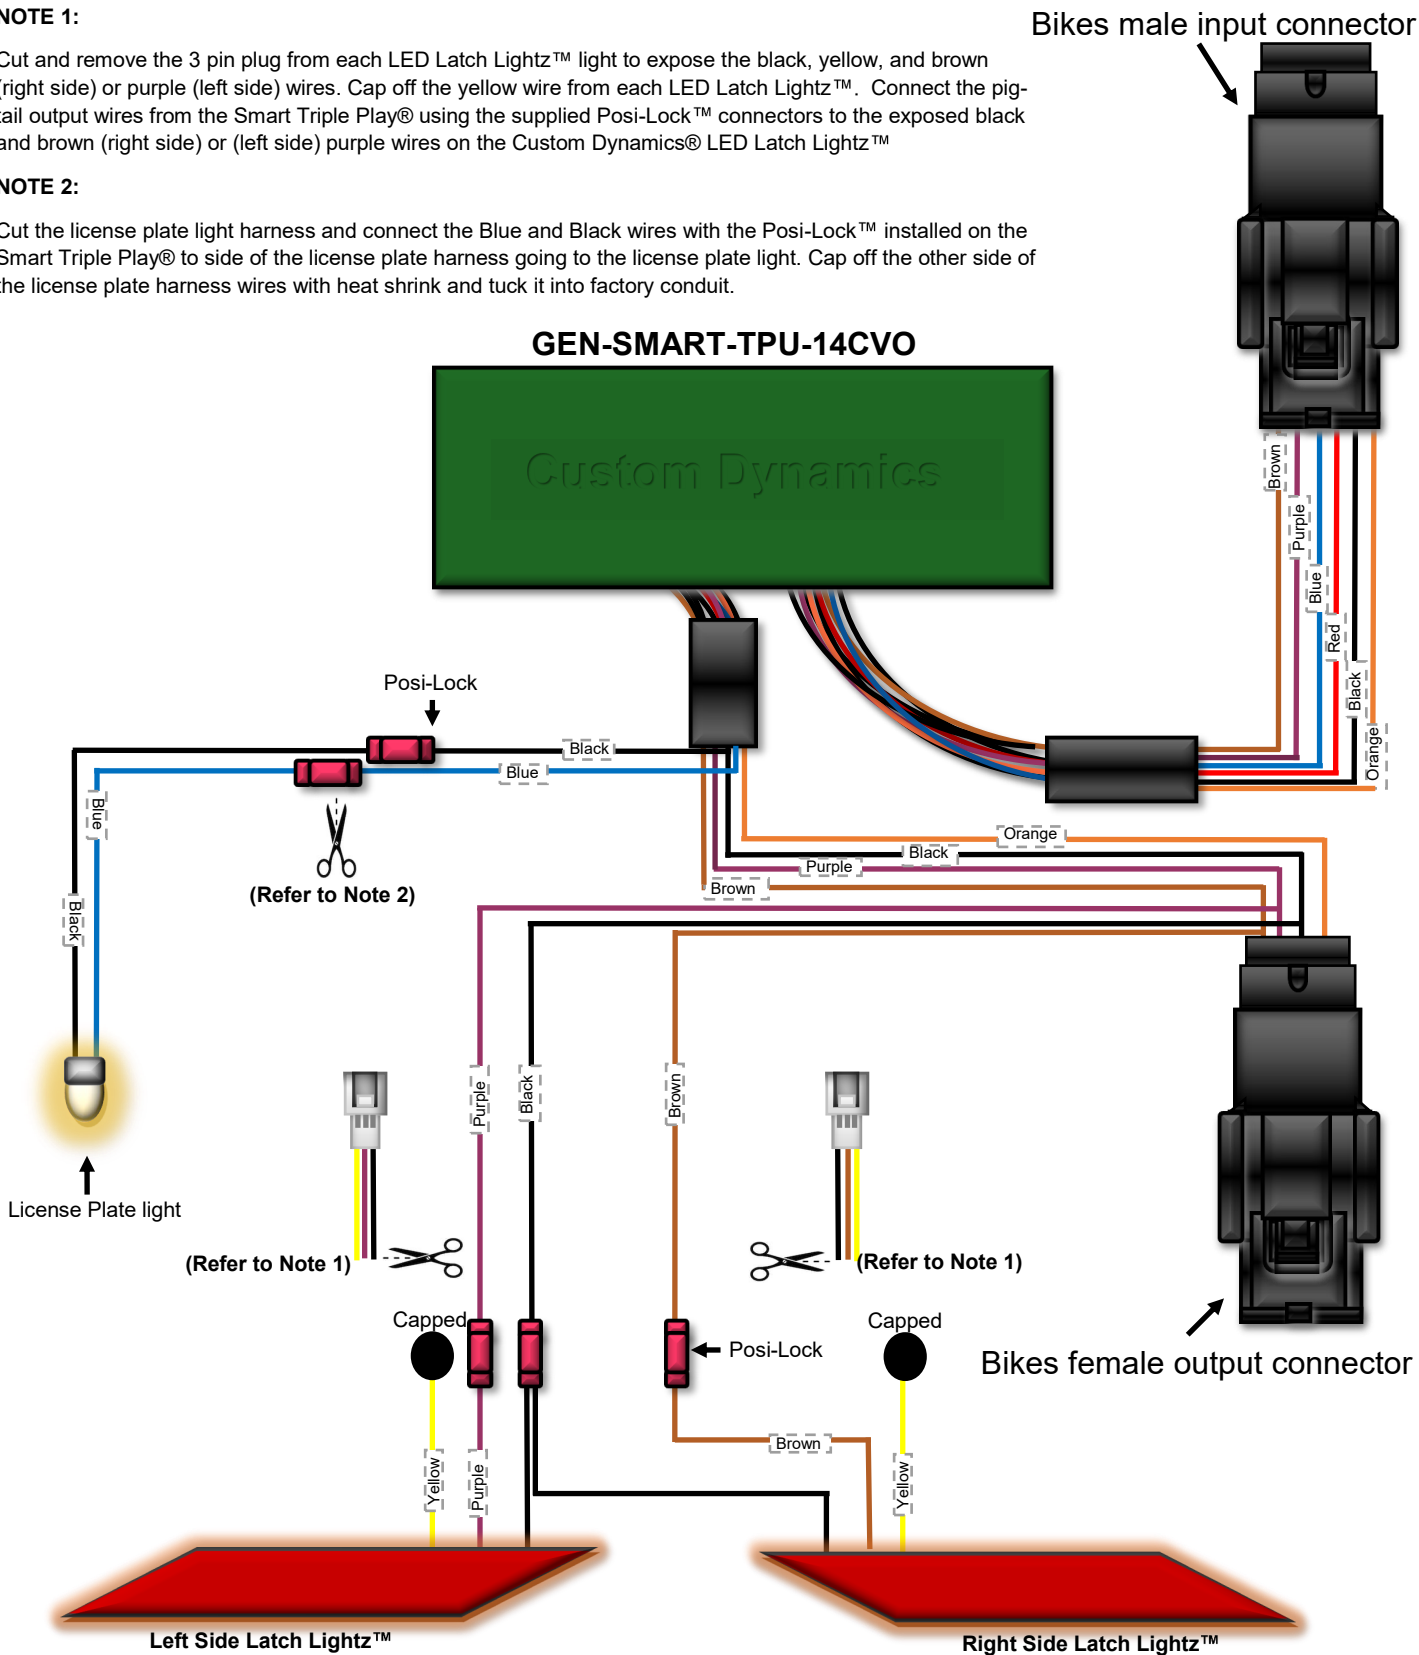 NOTE 1:
Cut and remove the 3 pin plug from each LED Latch Lightz™ light to expose the black, yellow, and brown
(right side) or purple (left side) wires. Cap off the yellow wire from each LED Latch Lightz™. Connect the pig-
tail output wires from the Smart Triple Play® using the supplied Posi-Lock™ connectors to the exposed black
and brown (right side) or (left side) purple wires on the Custom Dynamics® LED Latch Lightz™
NOTE 2:
Cut the license plate light harness and connect the Blue and Black wires with the Posi-Lock™ installed on the
Smart Triple Play® to side of the license plate harness going to the license plate light. Cap off the other side of
the license plate harness wires with heat shrink and tuck it into factory conduit.
Bikes male input connector
GEN-SMART-TPU-14CVO
Custom Dynamics
Brown
Purple
Blue
Red
Black
Orange
Posi-Lock
Black
Blue
Blue
Black
(Refer to Note 2)
Orange
Black
Purple
Brown
License Plate light
Purple
Black
Brown
(Refer to Note 1)
(Refer to Note 1)
Capped
Capped
Posi-Lock
Bikes female output connector
Yellow
Purple
Brown
Yellow
Left Side Latch Lightz™
Right Side Latch Lightz™